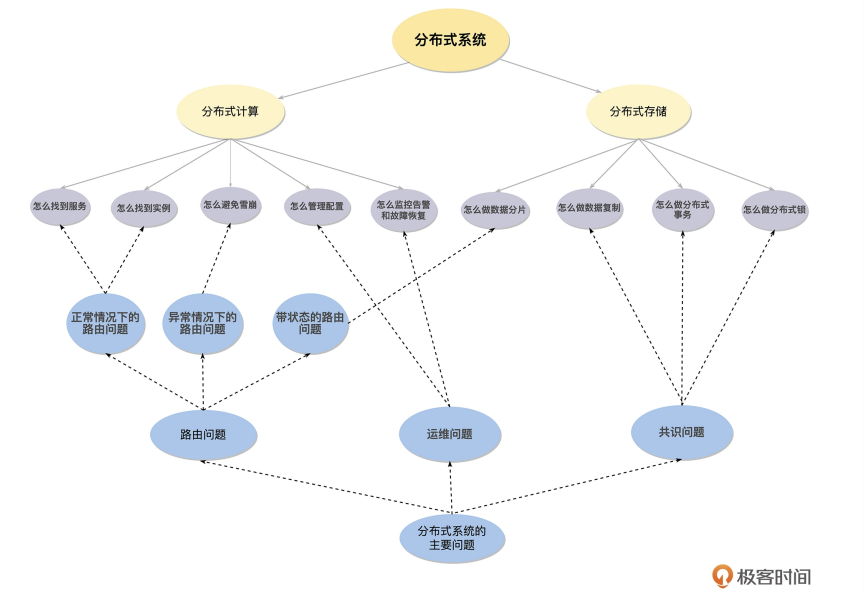 分布式系统
分布式计算
分布式存储
怎么找到服务
怎么找到实例
怎么避免雪崩
怎么管理配置
怎么监控告警
和故障恢复
怎么做数据分片
怎么做数据复制
怎么做分布式
事务
怎么做分布式锁
正常情况下的
路由问题
异常情况下的
路由问题
带状态的路由
问题
路由问题
运维问题
共识问题
分布式系统的
主要问题
极客时间